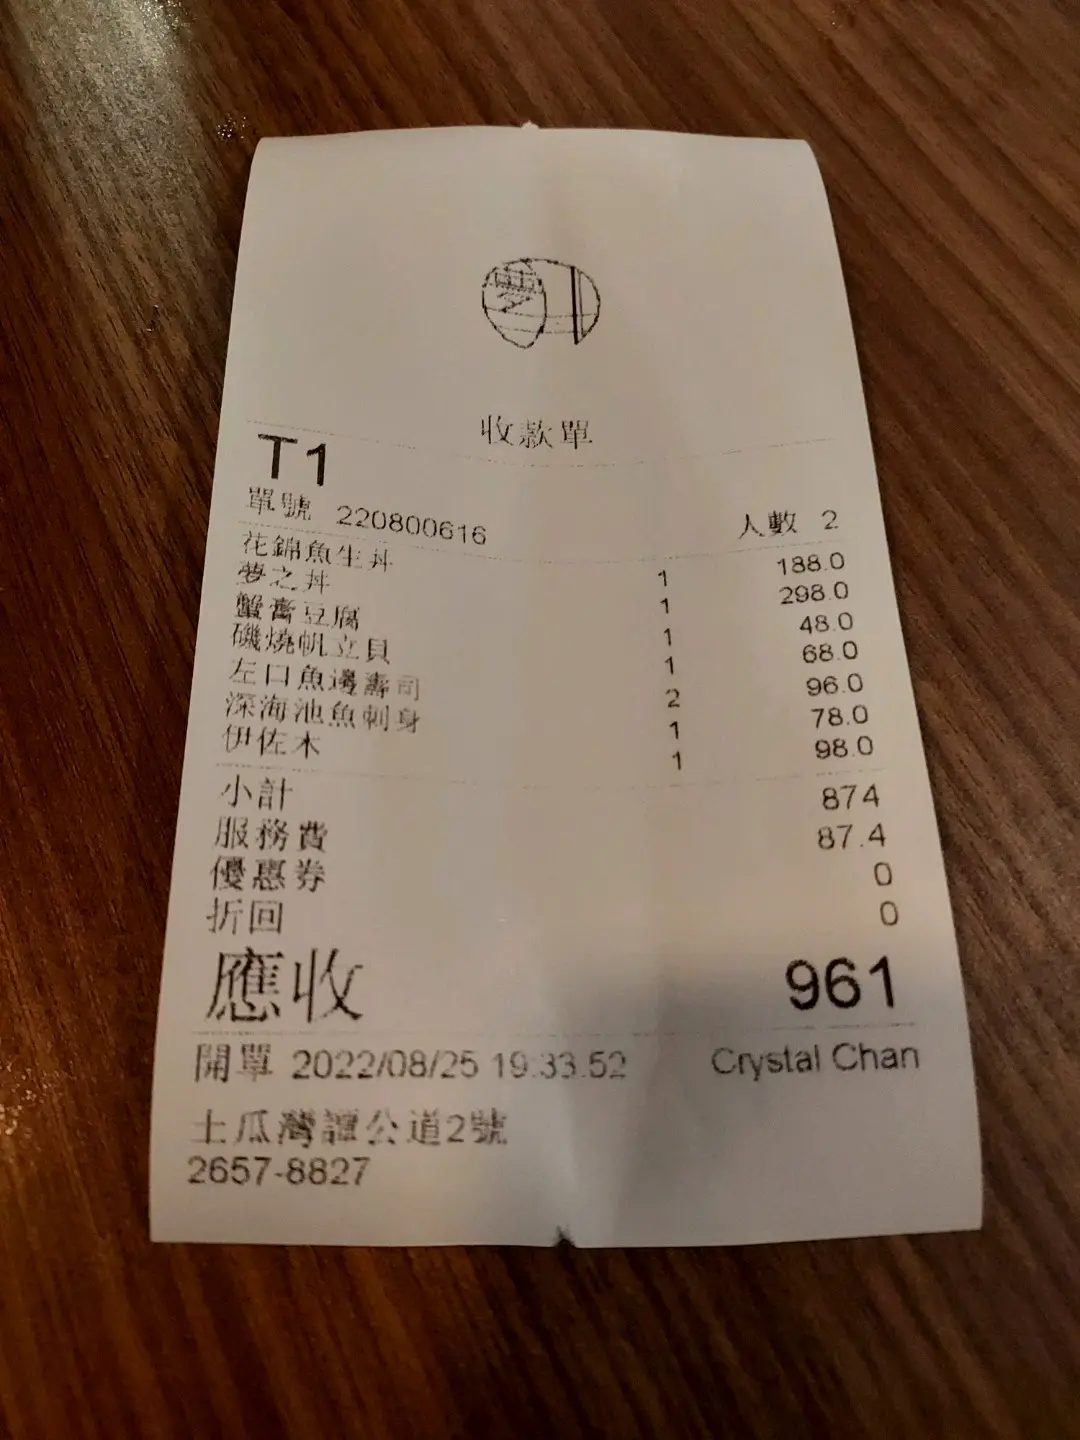 夢
收款單
T1
單號 220800616 人數 2
花錦魚生丼 1 188.0
夢之丼 1 298.0
蟹膏豆腐 1 48.0
磯燒帆立貝 1 68.0
左口魚邊壽司 2 96.0
深海池魚刺身 1 78.0
伊佐木 1 98.0
小計 874
服務費 87.4
優惠券 0
折回 0
應收 961
開單 2022/08/25 19:33:52 Crystal Chan
土瓜灣譚公道2號
2657-8827